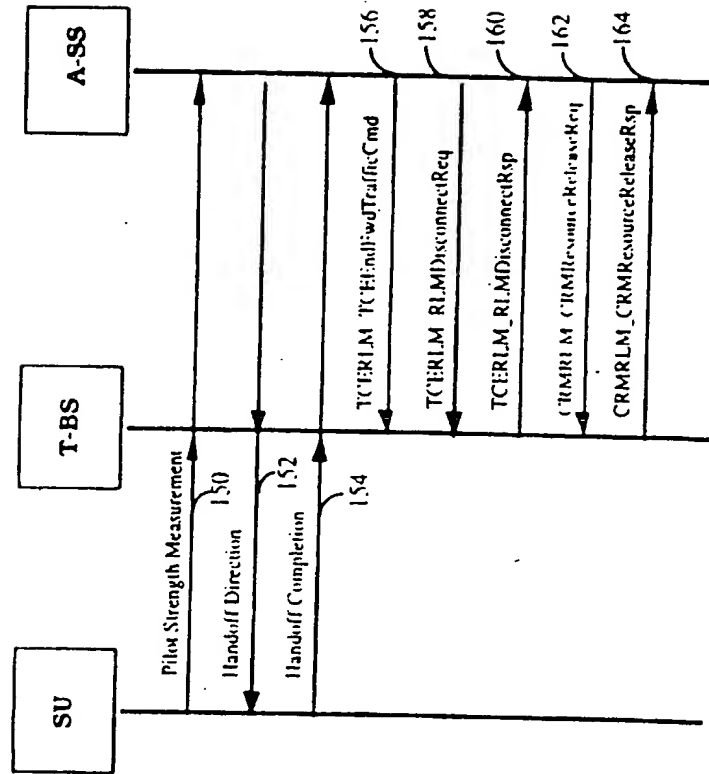 SU
T-BS
A-SS
Pilot Strength Measurement
150
Handoff Direction
152
Handoff Completion
154
TCERLM_TCEEndFwdTrafficCmd
156
TCERLM_RLMDisconnectReq
158
TCERLM_RLMDisconnectRsp
160
CRMRLM_CRMResourceReleaseReq
162
CRMRLM_CRMResourceReleaseRsp
164